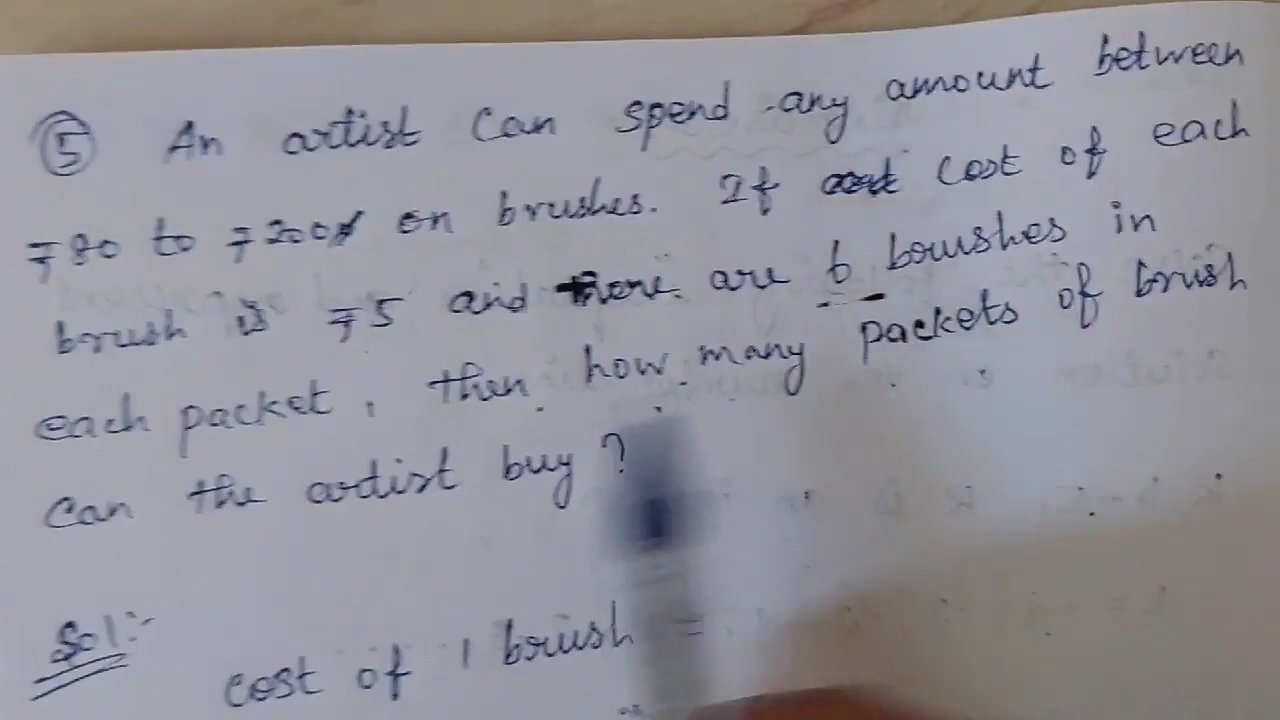 5 An artist can spend any amount between
₹80 to ₹200 on brushes. If cost of each
brush is ₹5 and there are 6 brushes in
each packet, then how many packets of brush
can the artist buy?
Sol:-
cost of 1 brush =